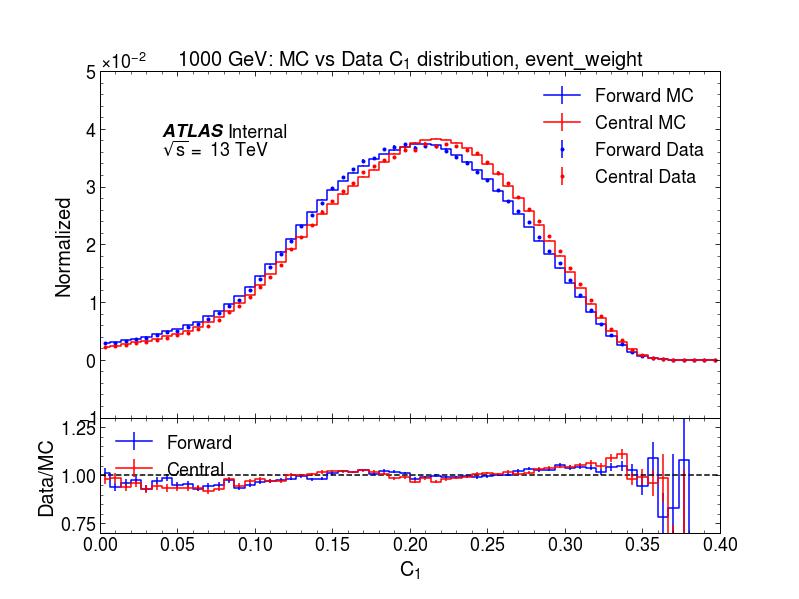 ×10⁻² 1000 GeV: MC vs Data C₁ distribution, event_weight
5
4
3
2
1
0
−1
Normalized
ATLAS Internal
√s = 13 TeV
Forward MC
Central MC
Forward Data
Central Data
1.25
1.00
0.75
Data/MC
Forward
Central
0.00 0.05 0.10 0.15 0.20 0.25 0.30 0.35 0.40
C₁